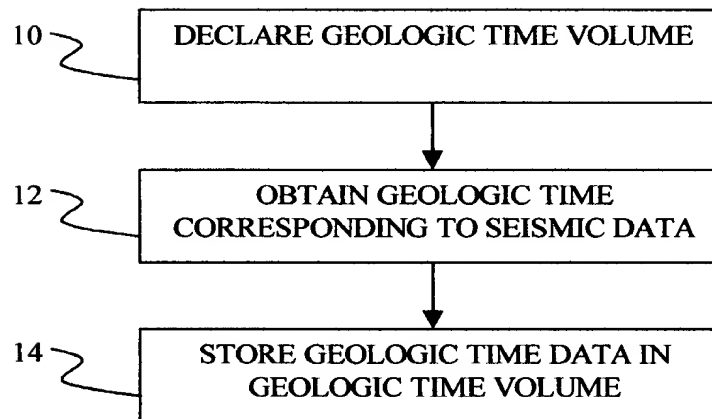 10
DECLARE GEOLOGIC TIME VOLUME
12
OBTAIN GEOLOGIC TIME
CORRESPONDING TO SEISMIC DATA
14
STORE GEOLOGIC TIME DATA IN
GEOLOGIC TIME VOLUME